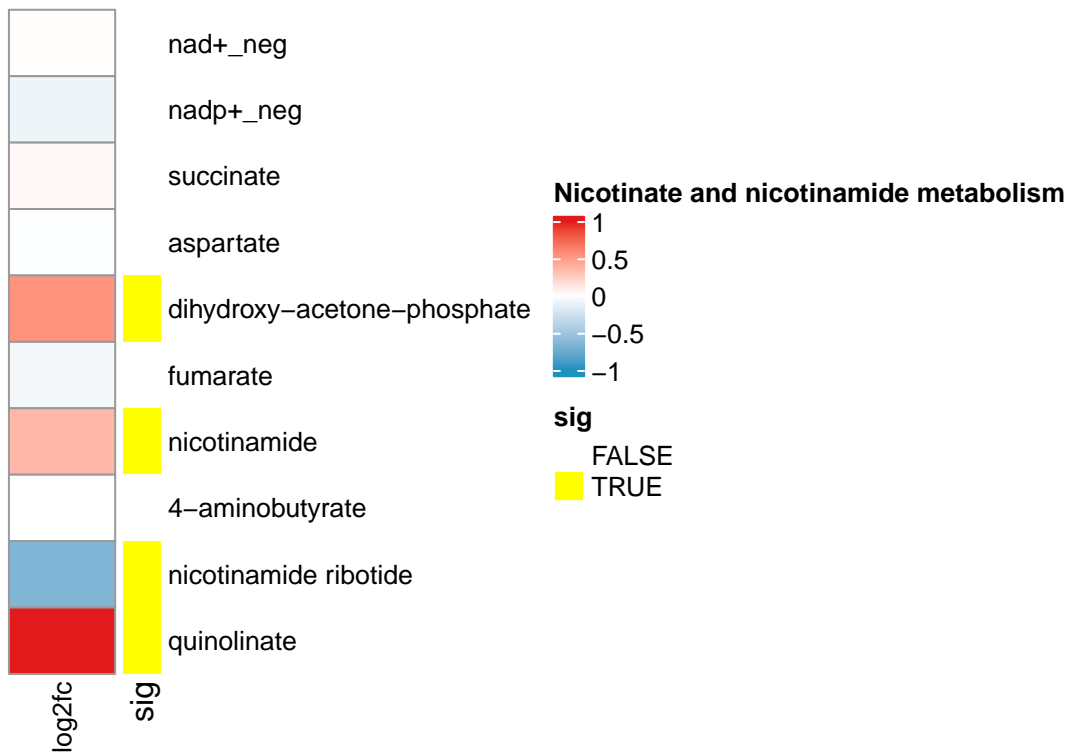 nad+_neg
nadp+_neg
succinate
aspartate
dihydroxy−acetone−phosphate
fumarate
nicotinamide
4−aminobutyrate
nicotinamide ribotide
quinolinate
log2fc
sig
Nicotinate and nicotinamide metabolism
1
0.5
0
−0.5
−1
sig
FALSE
TRUE